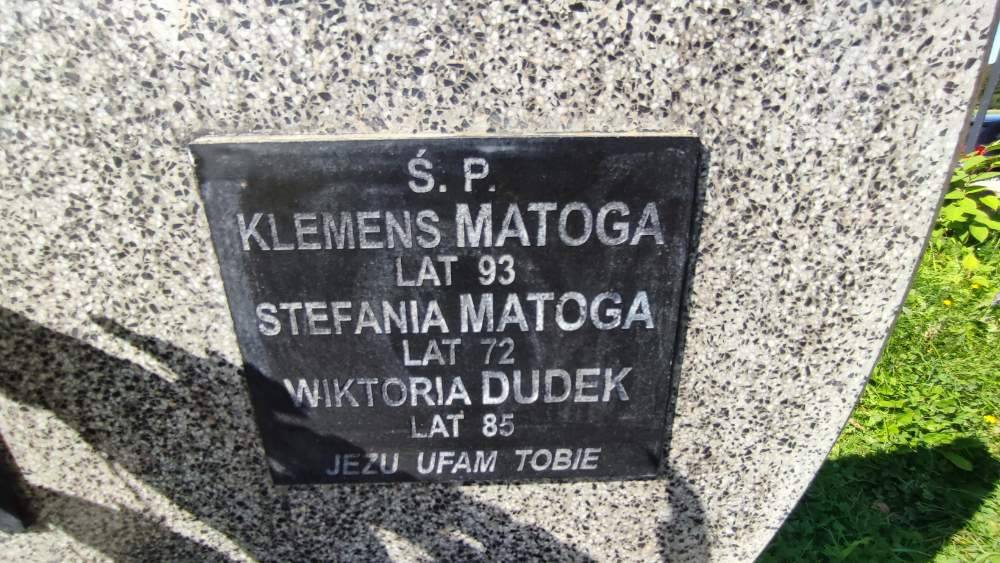 Ś. P.
KLEMENS MATOGA
LAT 93
STEFANIA MATOGA
LAT 72
WIKTORIA DUDEK
LAT 85
JEZU UFAM TOBIE